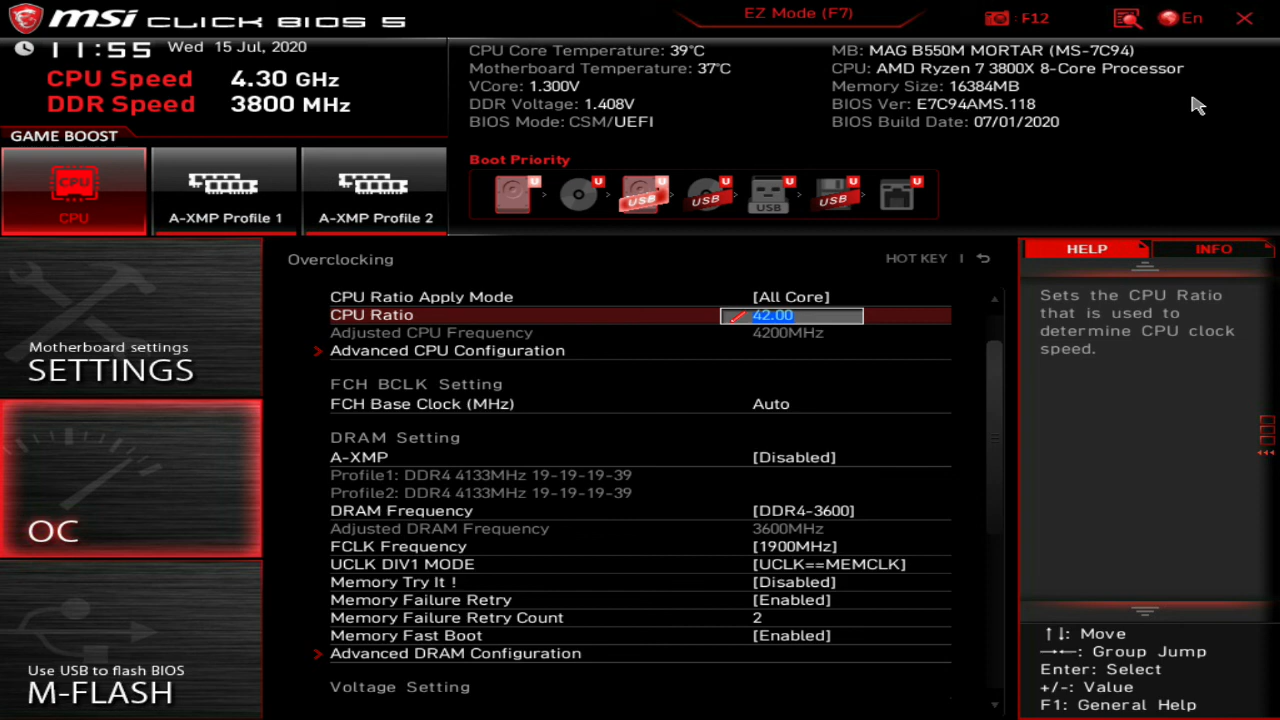 msi CLICK BIOS 5
EZ Mode (F7)
: F12
En
11:55 Wed 15 Jul, 2020
CPU Speed 4.30 GHz
DDR Speed 3800 MHz
CPU Core Temperature: 39°C
Motherboard Temperature: 37°C
VCore: 1.300V
DDR Voltage: 1.408V
BIOS Mode: CSM/UEFI
MB: MAG B550M MORTAR (MS-7C94)
CPU: AMD Ryzen 7 3800X 8-Core Processor
Memory Size: 16384MB
BIOS Ver: E7C94AMS.118
BIOS Build Date: 07/01/2020
GAME BOOST
CPU
CPU
A-XMP Profile 1
A-XMP Profile 2
Boot Priority
U U U U U U U
USB USB USB USB
Motherboard settings
SETTINGS
OC
Use USB to flash BIOS
M-FLASH
Overclocking
HOT KEY
CPU Ratio Apply Mode [All Core]
CPU Ratio 42.00
Adjusted CPU Frequency 4200MHz
Advanced CPU Configuration
FCH BCLK Setting
FCH Base Clock (MHz) Auto
DRAM Setting
A-XMP [Disabled]
Profile1: DDR4 4133MHz 19-19-19-39
Profile2: DDR4 4133MHz 19-19-19-39
DRAM Frequency [DDR4-3600]
Adjusted DRAM Frequency 3600MHz
FCLK Frequency [1900MHz]
UCLK DIV1 MODE [UCLK==MEMCLK]
Memory Try It ! [Disabled]
Memory Failure Retry [Enabled]
Memory Failure Retry Count 2
Memory Fast Boot [Enabled]
Advanced DRAM Configuration
Voltage Setting
HELP
INFO
Sets the CPU Ratio
that is used to
determine CPU clock
speed.
↑↓: Move
→←: Group Jump
Enter: Select
+/-: Value
F1: General Help